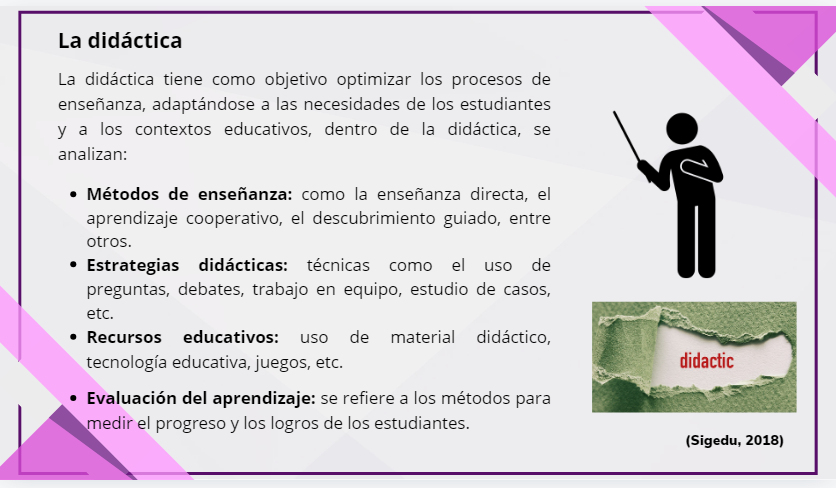 La didáctica
La didáctica tiene como objetivo optimizar los procesos de
enseñanza, adaptándose a las necesidades de los estudiantes
y a los contextos educativos, dentro de la didáctica, se
analizan:
• Métodos de enseñanza: como la enseñanza directa, el
aprendizaje cooperativo, el descubrimiento guiado, entre
otros.
• Estrategias didácticas: técnicas como el uso de
preguntas, debates, trabajo en equipo, estudio de casos,
etc.
• Recursos educativos: uso de material didáctico,
tecnología educativa, juegos, etc.
• Evaluación del aprendizaje: se refiere a los métodos para
medir el progreso y los logros de los estudiantes.
didactic
(Sigedu, 2018)